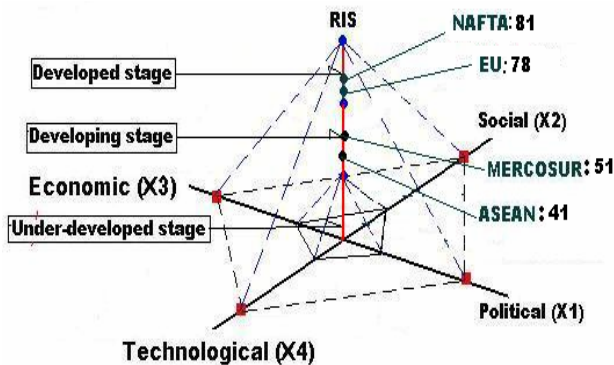 RIS
NAFTA: 81
Developed stage
EU: 78
Developing stage
Social (X2)
MERCOSUR: 51
Economic (X3)
ASEAN: 41
Under-developed stage
Political (X1)
Technological (X4)